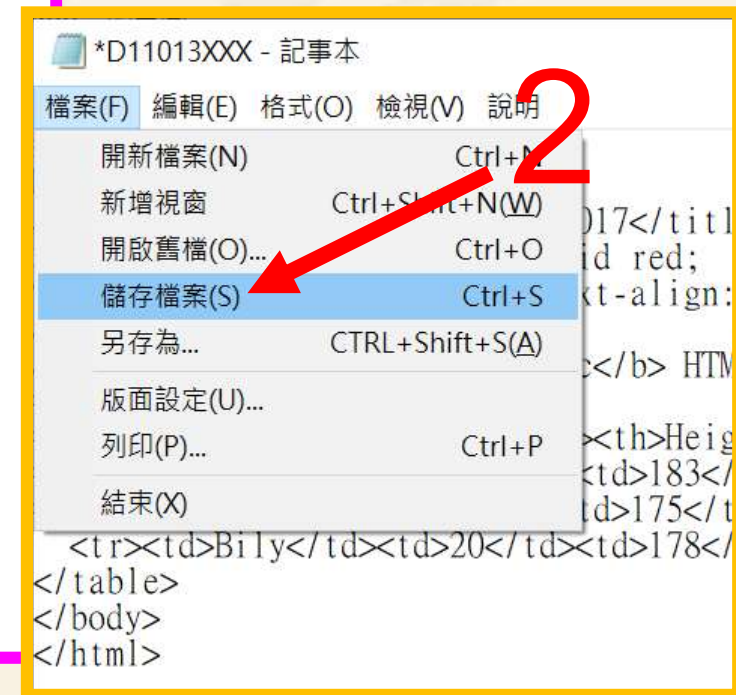 *D11013XXX - 記事本
檔案(F) 編輯(E) 格式(O) 檢視(V) 說明
2
開新檔案(N) Ctrl+N
新增視窗 Ctrl+Shift+N(W)
017</titl
開啟舊檔(O)... Ctrl+O
id red;
儲存檔案(S) Ctrl+S
xt-align:
另存為... CTRL+Shift+S(A)
c</b> HTM
版面設定(U)...
列印(P)... Ctrl+P
><th>Heig
<td>183</
結束(X)
td>175</t
<tr><td>Bily</td><td>20</td><td>178</
</table>
</body>
</html>